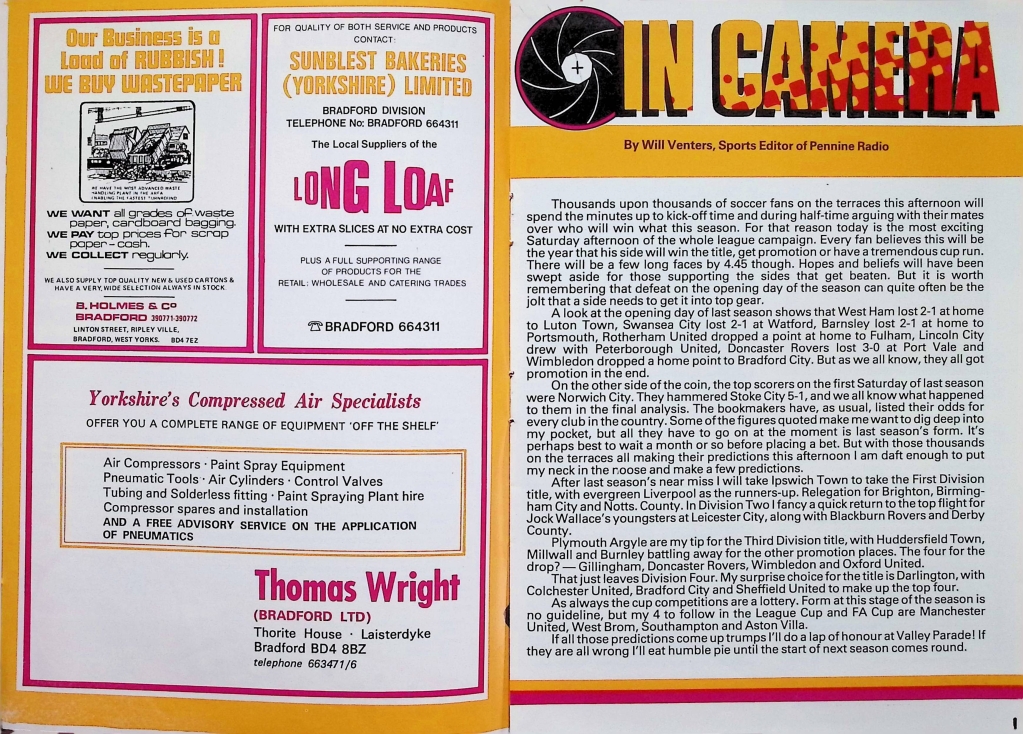 Our Business is a
Load of RUBBISH!
WE BUY WASTEPAPER
WE HAVE THE MOST ADVANCED WASTE
HANDLING PLANT IN THE AREA
ENABLING THE FASTEST TURNROUND
WE WANT all grades of waste
paper, cardboard bagging.
WE PAY top prices for scrap
paper - cash.
WE COLLECT regularly.
WE ALSO SUPPLY TOP QUALITY NEW & USED CARTONS &
HAVE A VERY, WIDE SELECTION ALWAYS IN STOCK
B. HOLMES & Co
BRADFORD 390771-390772
LINTON STREET, RIPLEY VILLE,
BRADFORD, WEST YORKS. BD4 7EZ
FOR QUALITY OF BOTH SERVICE AND PRODUCTS
CONTACT:
SUNBLEST BAKERIES
(YORKSHIRE) LIMITED
BRADFORD DIVISION
TELEPHONE No: BRADFORD 664311
The Local Suppliers of the
LONG LOAF
WITH EXTRA SLICES AT NO EXTRA COST
PLUS A FULL SUPPORTING RANGE
OF PRODUCTS FOR THE
RETAIL: WHOLESALE AND CATERING TRADES
☎ BRADFORD 664311
Yorkshire's Compressed Air Specialists
OFFER YOU A COMPLETE RANGE OF EQUIPMENT 'OFF THE SHELF'
Air Compressors · Paint Spray Equipment
Pneumatic Tools · Air Cylinders · Control Valves
Tubing and Solderless fitting · Paint Spraying Plant hire
Compressor spares and installation
AND A FREE ADVISORY SERVICE ON THE APPLICATION
OF PNEUMATICS
Thomas Wright
(BRADFORD LTD)
Thorite House · Laisterdyke
Bradford BD4 8BZ
telephone 663471/6
IN CAMERA
By Will Venters, Sports Editor of Pennine Radio
Thousands upon thousands of soccer fans on the terraces this afternoon will
spend the minutes up to kick-off time and during half-time arguing with their mates
over who will win what this season. For that reason today is the most exciting
Saturday afternoon of the whole league campaign. Every fan believes this will be
the year that his side will win the title, get promotion or have a tremendous cup run.
There will be a few long faces by 4.45 though. Hopes and beliefs will have been
swept aside for those supporting the sides that get beaten. But it is worth
remembering that defeat on the opening day of the season can quite often be the
jolt that a side needs to get it into top gear.
A look at the opening day of last season shows that West Ham lost 2-1 at home
to Luton Town, Swansea City lost 2-1 at Watford, Barnsley lost 2-1 at home to
Portsmouth, Rotherham United dropped a point at home to Fulham, Lincoln City
drew with Peterborough United, Doncaster Rovers lost 3-0 at Port Vale and
Wimbledon dropped a home point to Bradford City. But as we all know, they all got
promotion in the end.
On the other side of the coin, the top scorers on the first Saturday of last season
were Norwich City. They hammered Stoke City 5-1, and we all know what happened
to them in the final analysis. The bookmakers have, as usual, listed their odds for
every club in the country. Some of the figures quoted make me want to dig deep into
my pocket, but all they have to go on at the moment is last season's form. It's
perhaps best to wait a month or so before placing a bet. But with those thousands
on the terraces all making their predictions this afternoon I am daft enough to put
my neck in the noose and make a few predictions.
After last season's near miss I will take Ipswich Town to take the First Division
title, with evergreen Liverpool as the runners-up. Relegation for Brighton, Birming-
ham City and Notts. County. In Division Two I fancy a quick return to the top flight for
Jock Wallace's youngsters at Leicester City, along with Blackburn Rovers and Derby
County.
Plymouth Argyle are my tip for the Third Division title, with Huddersfield Town,
Millwall and Burnley battling away for the other promotion places. The four for the
drop? — Gillingham, Doncaster Rovers, Wimbledon and Oxford United.
That just leaves Division Four. My surprise choice for the title is Darlington, with
Colchester United, Bradford City and Sheffield United to make up the top four.
As always the cup competitions are a lottery. Form at this stage of the season is
no guideline, but my 4 to follow in the League Cup and FA Cup are Manchester
United, West Brom, Southampton and Aston Villa.
If all those predictions come up trumps I'll do a lap of honour at Valley Parade! If
they are all wrong I'll eat humble pie until the start of next season comes round.
1